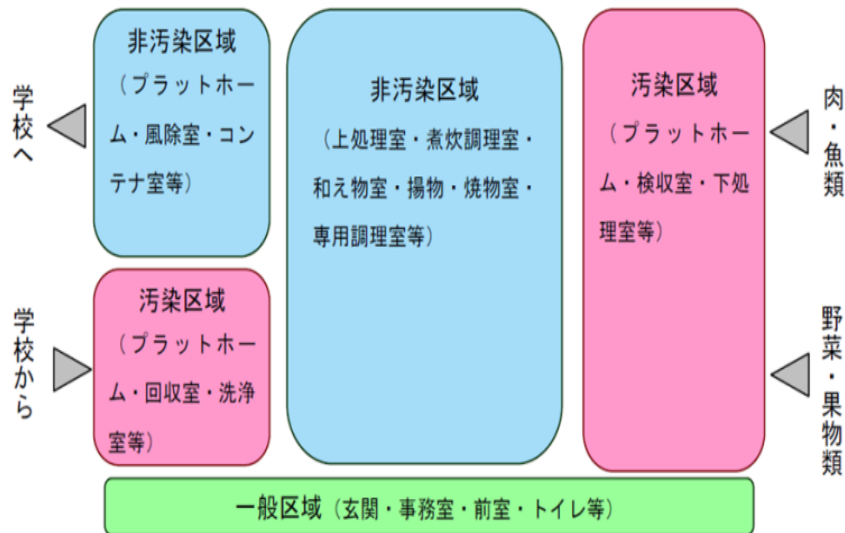 学校へ
非汚染区域
（プラットホー
ム・風除室・コン
テナ室等）
非汚染区域
（上処理室・煮炊調理室・
和え物室・揚物・焼物室・
専用調理室等）
汚染区域
（プラットホー
ム・検収室・下処
理室等）
肉・魚類
学校から
汚染区域
（プラットホー
ム・回収室・洗浄
室等）
野菜・果物類
一般区域（玄関・事務室・前室・トイレ等）